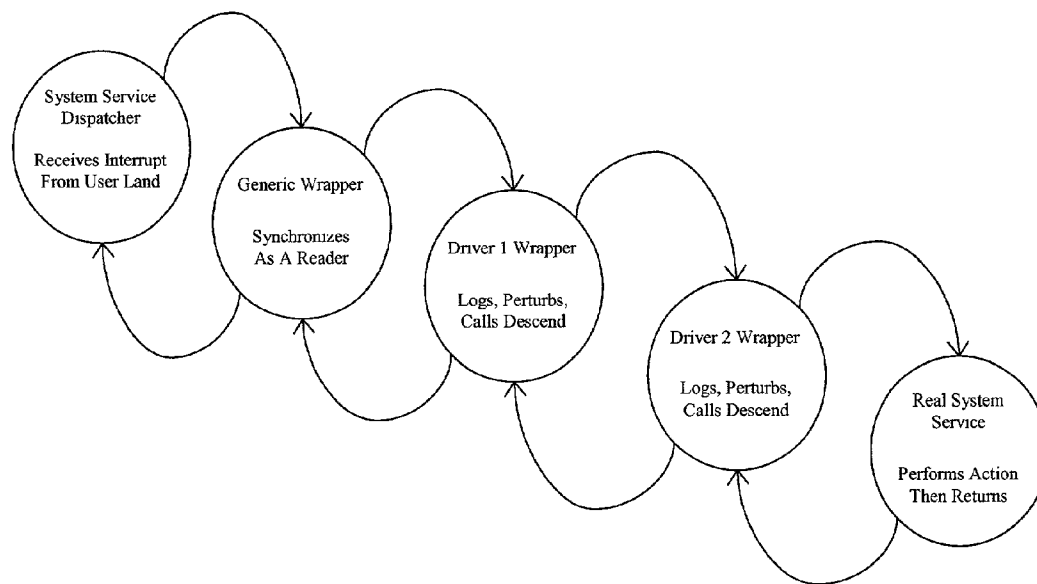 System Service
Dispatcher
Receives Interrupt
From User Land
Generic Wrapper
Synchronizes
As A Reader
Driver 1 Wrapper
Logs, Perturbs,
Calls Descend
Driver 2 Wrapper
Logs, Perturbs,
Calls Descend
Real System
Service
Performs Action
Then Returns